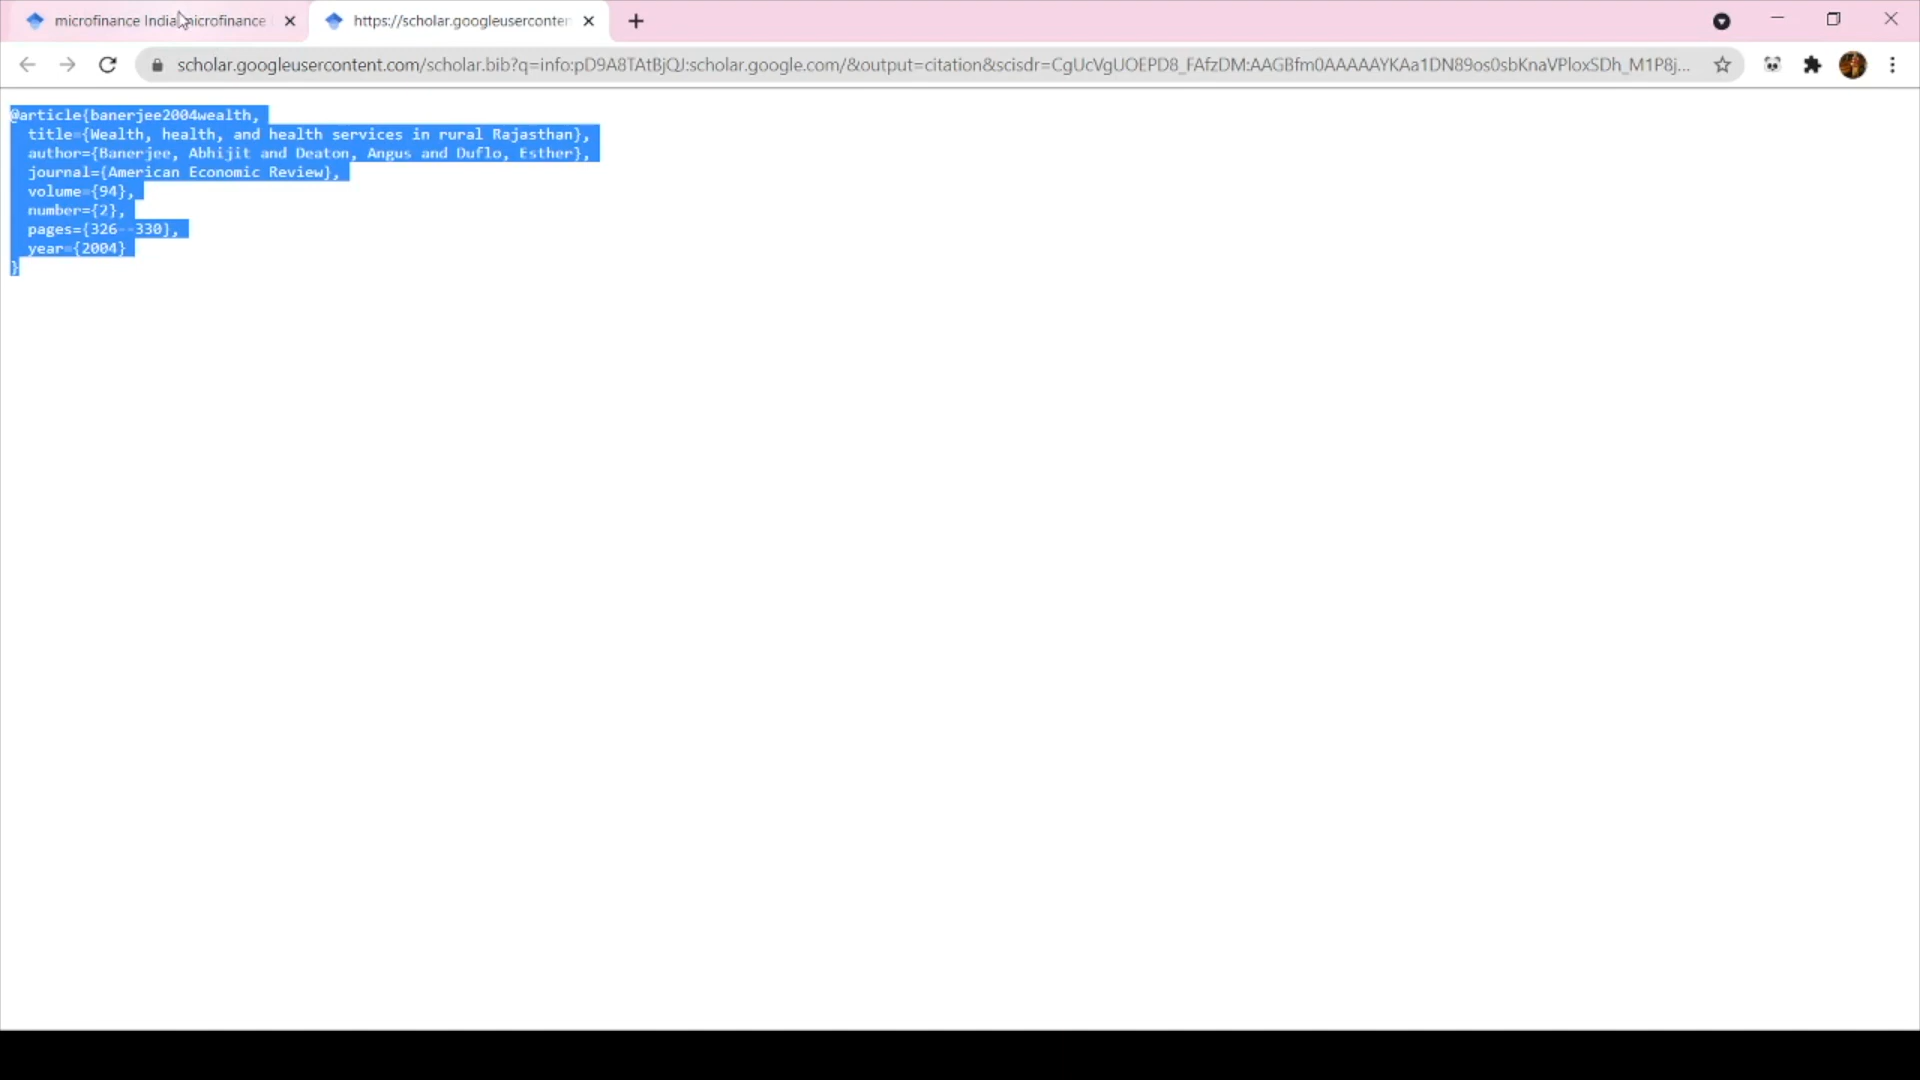 microfinance India microfinance
https://scholar.googleuserconten
scholar.googleusercontent.com/scholar.bib?q=info:pD9A8TAtBjQJ:scholar.google.com/&output=citation&scisdr=CgUcVgUOEPD8_FAfzDM:AAGBfm0AAAAAYKAa1DN89os0sbKnaVPloxSDh_M1P8j...
@article{banerjee2004wealth,
title={Wealth, health, and health services in rural Rajasthan},
author={Banerjee, Abhijit and Deaton, Angus and Duflo, Esther},
journal={American Economic Review},
volume={94},
number={2},
pages={326--330},
year={2004}
}